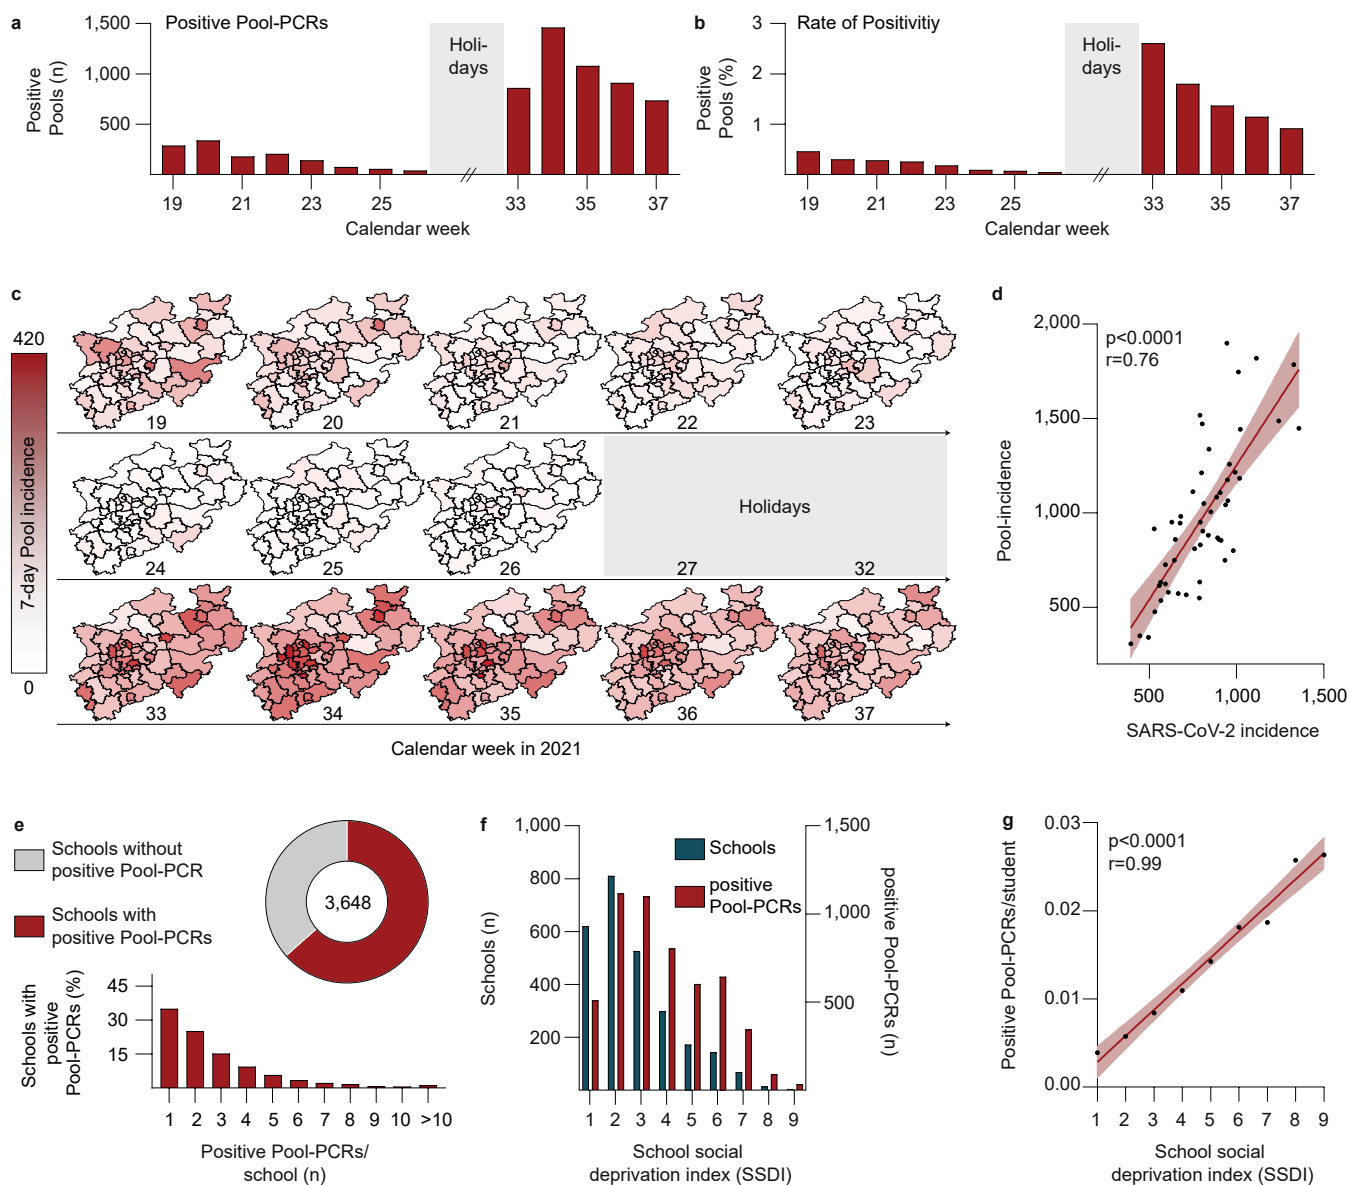 a
Positive Pool-PCRs
Positive
Pools (n)
1,500
1,000
500
Holi-
days
19 21 23 25 33 35 37
Calendar week
b
Rate of Positivitiy
Positive
Pools (%)
3
2
1
Holi-
days
19 21 23 25 33 35 37
Calendar week
c
420
7-day Pool incidence
0
19 20 21 22 23
24 25 26 27 32
Holidays
33 34 35 36 37
Calendar week in 2021
d
p<0.0001
r=0.76
Pool-incidence
2,000
1,500
1,000
500
500 1,000 1,500
SARS-CoV-2 incidence
e
Schools without
positive Pool-PCR
Schools with
positive Pool-PCRs
3,648
Schools with
positive
Pool-PCRs (%)
45
30
15
1 2 3 4 5 6 7 8 9 10 >10
Positive Pool-PCRs/
school (n)
f
Schools (n)
1,000
800
600
400
200
Schools
positive
Pool-PCRs
1,500
1,000
500
positive Pool-PCRs (n)
1 2 3 4 5 6 7 8 9
School social
deprivation index (SSDI)
g
p<0.0001
r=0.99
Positive Pool-PCRs/student
0.03
0.02
0.01
0.00
1 2 3 4 5 6 7 8 9
School social
deprivation index (SSDI)